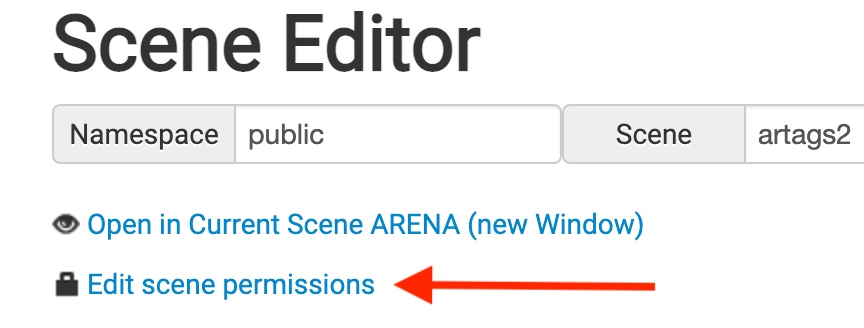 Scene Editor
Namespace public Scene artags2
Open in Current Scene ARENA (new Window)
Edit scene permissions